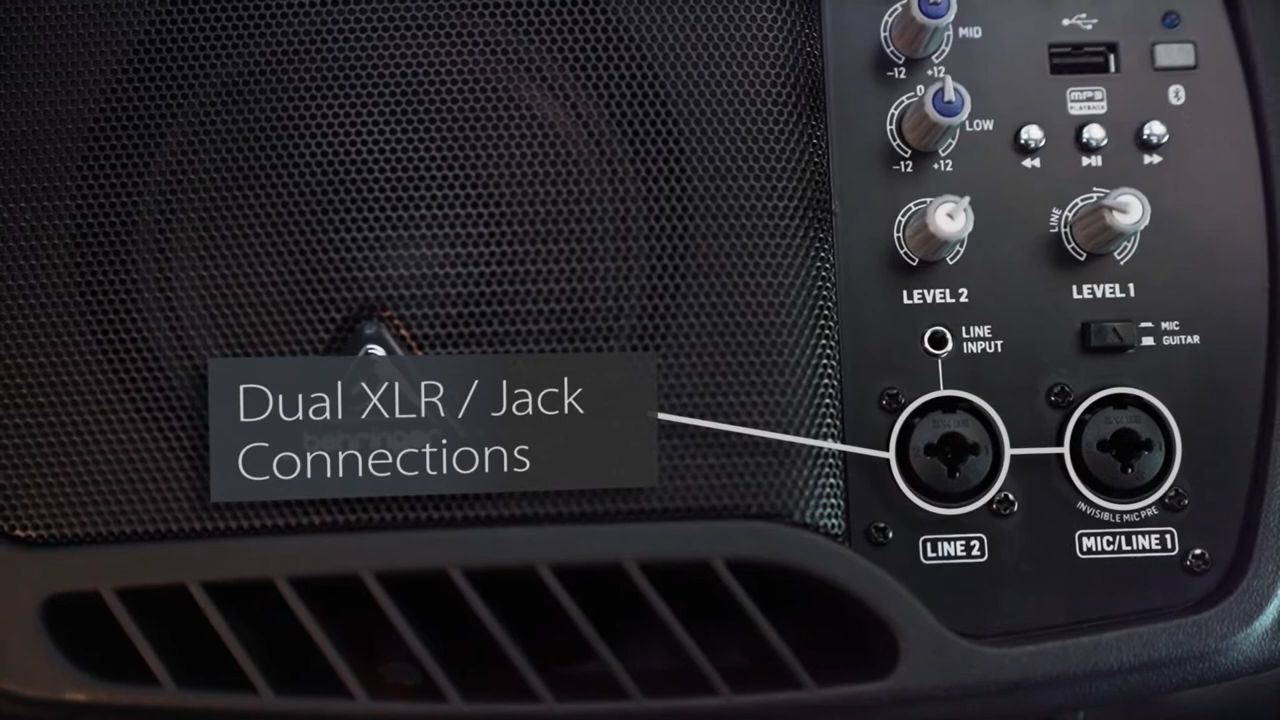 MID
-12 +12
0
LOW
-12 +12
MP3
PLAYBACK
LINE
LEVEL 2
LEVEL 1
LINE
INPUT
MIC
GUITAR
Dual XLR / Jack
Connections
INVISIBLE MIC PRE
LINE 2
MIC/LINE 1